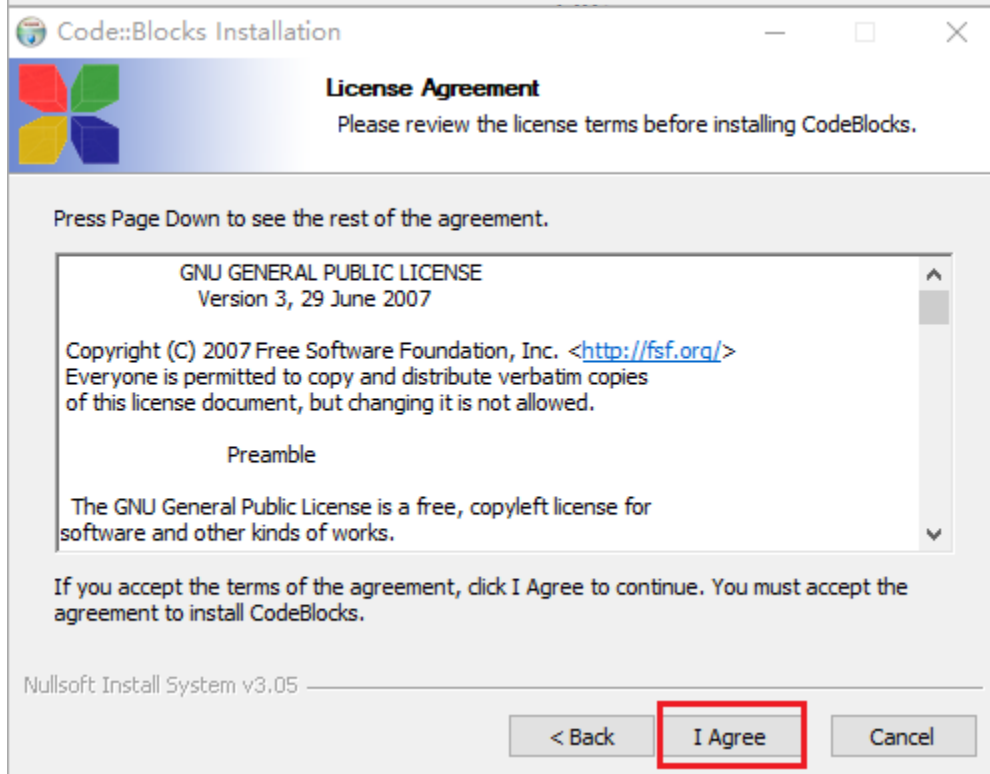 Code::Blocks Installation
License Agreement
Please review the license terms before installing CodeBlocks.
Press Page Down to see the rest of the agreement.
GNU GENERAL PUBLIC LICENSE
Version 3, 29 June 2007
Copyright (C) 2007 Free Software Foundation, Inc. <http://fsf.org/>
Everyone is permitted to copy and distribute verbatim copies
of this license document, but changing it is not allowed.
Preamble
The GNU General Public License is a free, copyleft license for
software and other kinds of works.
If you accept the terms of the agreement, click I Agree to continue. You must accept the
agreement to install CodeBlocks.
Nullsoft Install System v3.05
< Back I Agree Cancel